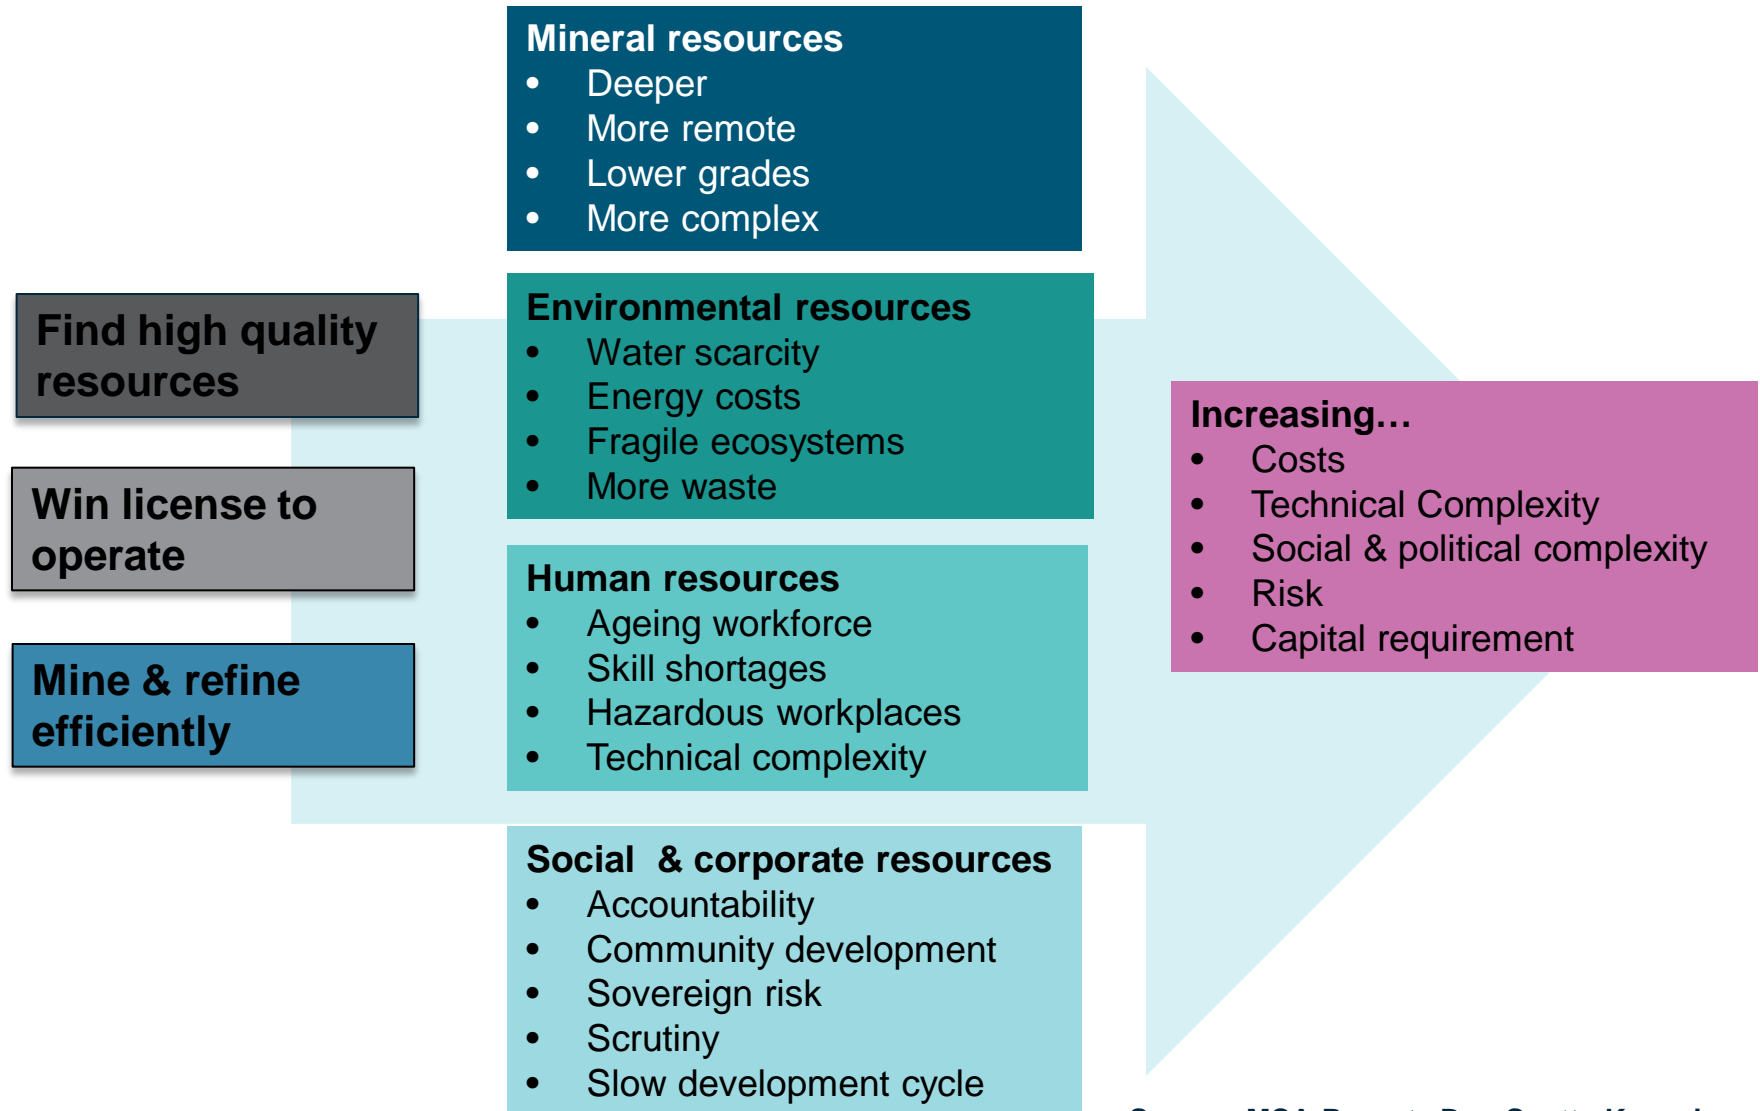 Mineral resources
• Deeper
• More remote
• Lower grades
• More complex
Find high quality
resources
Win license to
operate
Mine & refine
efficiently
Environmental resources
• Water scarcity
• Energy costs
• Fragile ecosystems
• More waste
Human resources
• Ageing workforce
• Skill shortages
• Hazardous workplaces
• Technical complexity
Social & corporate resources
• Accountability
• Community development
• Sovereign risk
• Scrutiny
• Slow development cycle
Increasing…
• Costs
• Technical Complexity
• Social & political complexity
• Risk
• Capital requirement